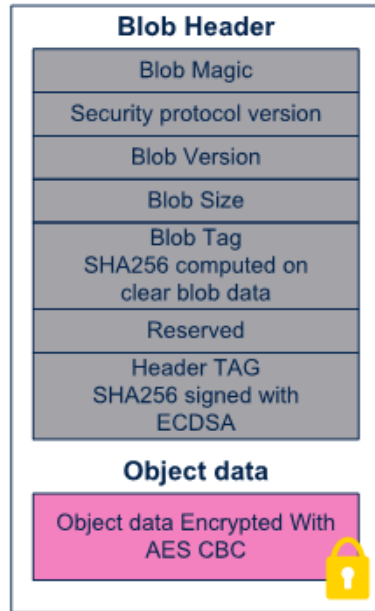 Blob Header
Blob Magic
Security protocol version
Blob Version
Blob Size
Blob Tag
SHA256 computed on
clear blob data
Reserved
Header TAG
SHA256 signed with
ECDSA
Object data
Object data Encrypted With
AES CBC